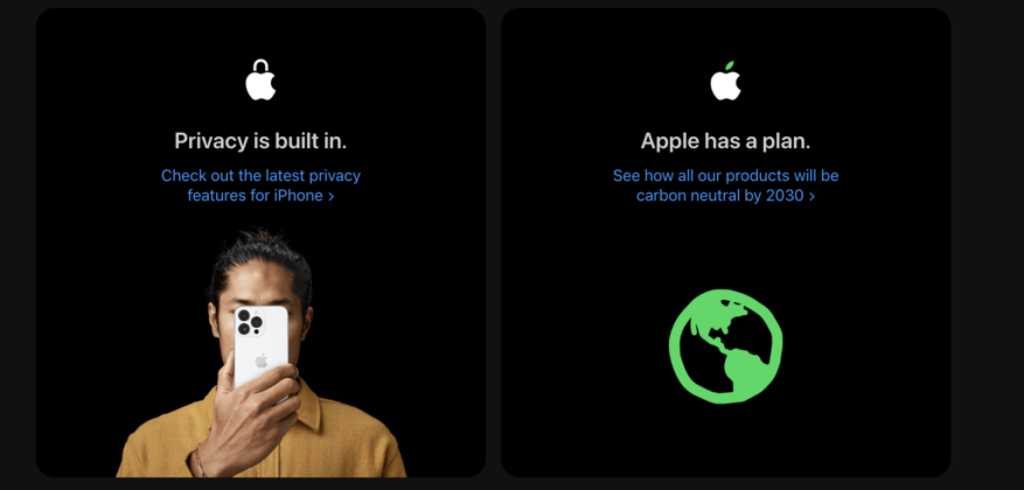 Privacy is built in.
Check out the latest privacy
features for iPhone >
Apple has a plan.
See how all our products will be
carbon neutral by 2030 >